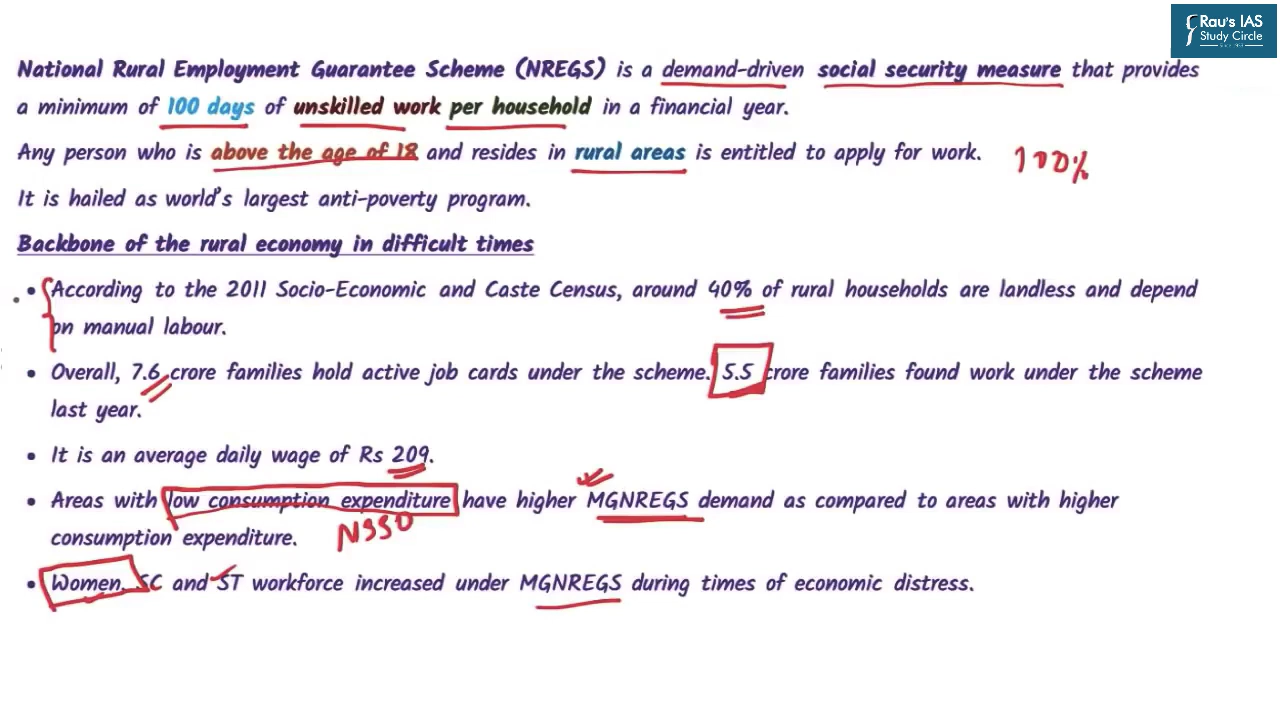 Rau's IAS
Study Circle
National Rural Employment Guarantee Scheme (NREGS) is a demand-driven social security measure that provides
a minimum of 100 days of unskilled work per household in a financial year.
Any person who is above the age of 18 and resides in rural areas is entitled to apply for work.
100%
It is hailed as world's largest anti-poverty program.
Backbone of the rural economy in difficult times
• According to the 2011 Socio-Economic and Caste Census, around 40% of rural households are landless and depend
on manual labour.
• Overall, 7.6 crore families hold active job cards under the scheme. 5.5 crore families found work under the scheme
last year.
• It is an average daily wage of Rs 209.
• Areas with low consumption expenditure have higher MGNREGS demand as compared to areas with higher
consumption expenditure.
NSSO
• Women, SC and ST workforce increased under MGNREGS during times of economic distress.